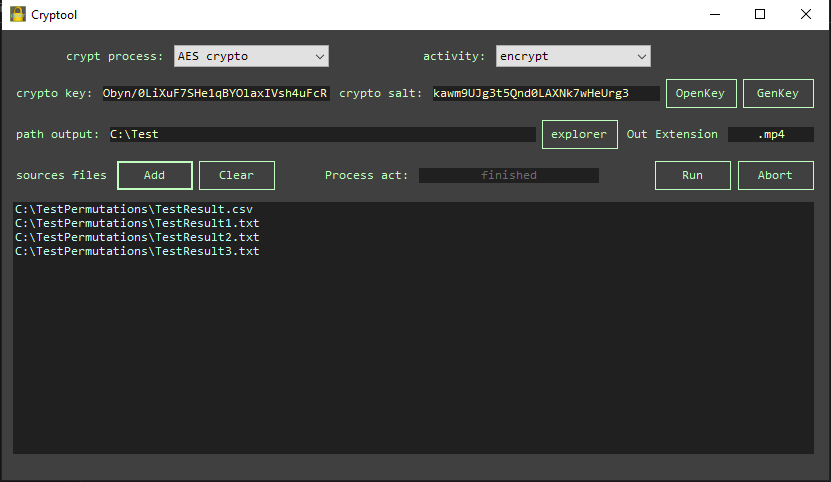 Cryptool
crypt process: AES crypto activity: encrypt
crypto key: Obyn/0LiXuF7SHe1qBYOlaxIVsh4uFcR crypto salt: kawm9UJg3t5Qnd0LAXNk7wHeUrg3 OpenKey GenKey
path output: C:\Test explorer Out Extension .mp4
sources files Add Clear Process act: finished Run Abort
C:\TestPermutations\TestResult.csv
C:\TestPermutations\TestResult1.txt
C:\TestPermutations\TestResult2.txt
C:\TestPermutations\TestResult3.txt